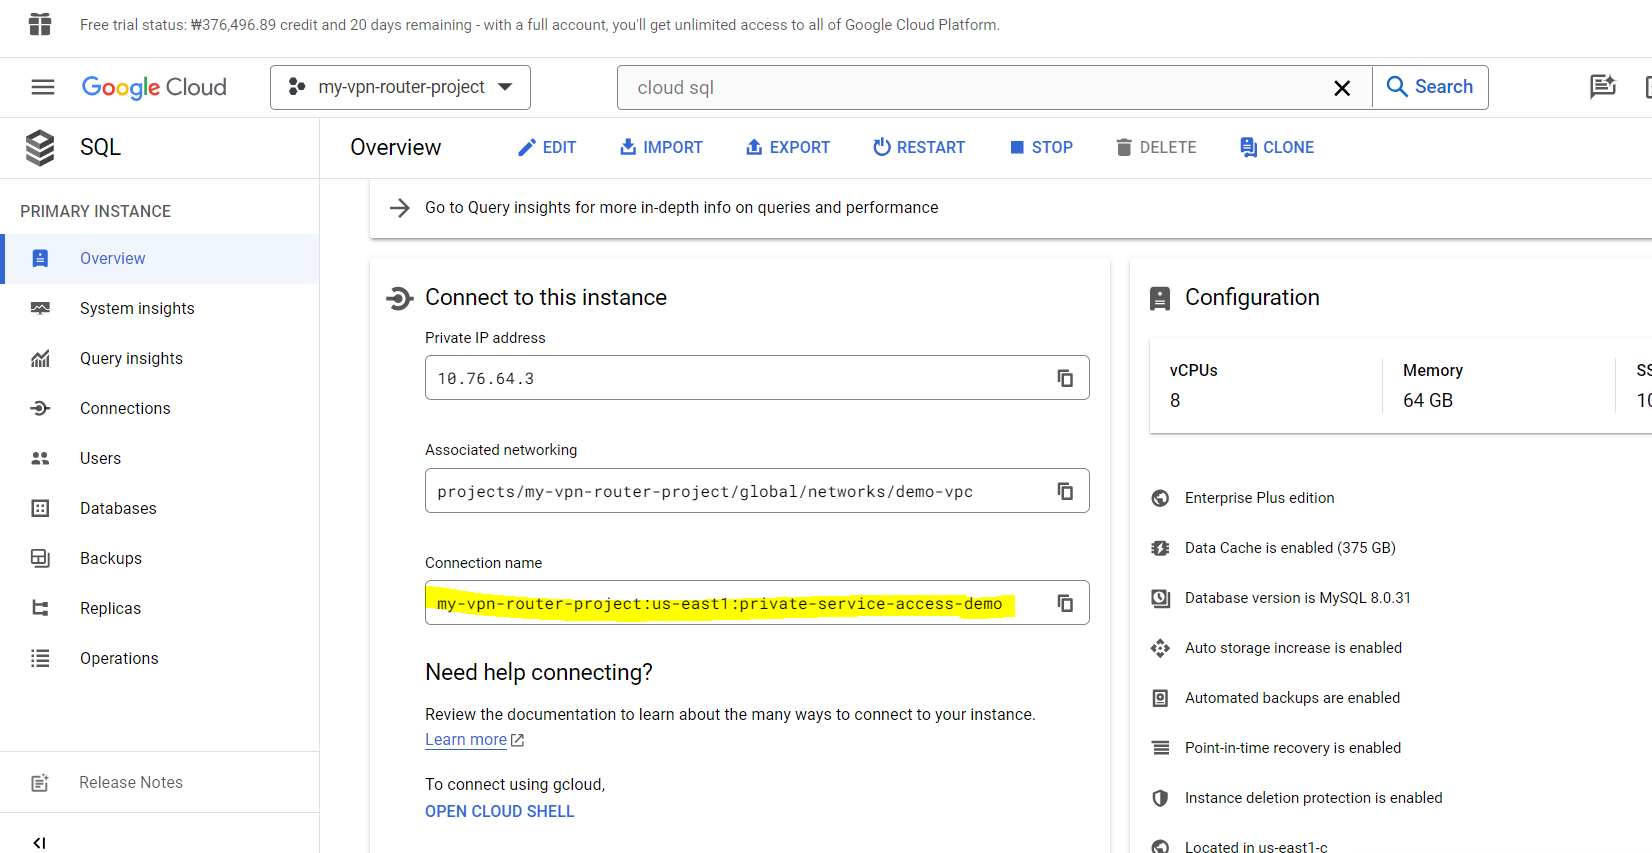 Free trial status: ₩376,496.89 credit and 20 days remaining - with a full account, you'll get unlimited access to all of Google Cloud Platform.
Google Cloud
my-vpn-router-project
cloud sql
Search
SQL
Overview
EDIT
IMPORT
EXPORT
RESTART
STOP
DELETE
CLONE
PRIMARY INSTANCE
Overview
System insights
Query insights
Connections
Users
Databases
Backups
Replicas
Operations
Release Notes
Go to Query insights for more in-depth info on queries and performance
Connect to this instance
Private IP address
10.76.64.3
Associated networking
projects/my-vpn-router-project/global/networks/demo-vpc
Connection name
my-vpn-router-project:us-east1:private-service-access-demo
Need help connecting?
Review the documentation to learn about the many ways to connect to your instance.
Learn more
To connect using gcloud,
OPEN CLOUD SHELL
Configuration
vCPUs
8
Memory
64 GB
Enterprise Plus edition
Data Cache is enabled (375 GB)
Database version is MySQL 8.0.31
Auto storage increase is enabled
Automated backups are enabled
Point-in-time recovery is enabled
Instance deletion protection is enabled
Located in us-east1-c